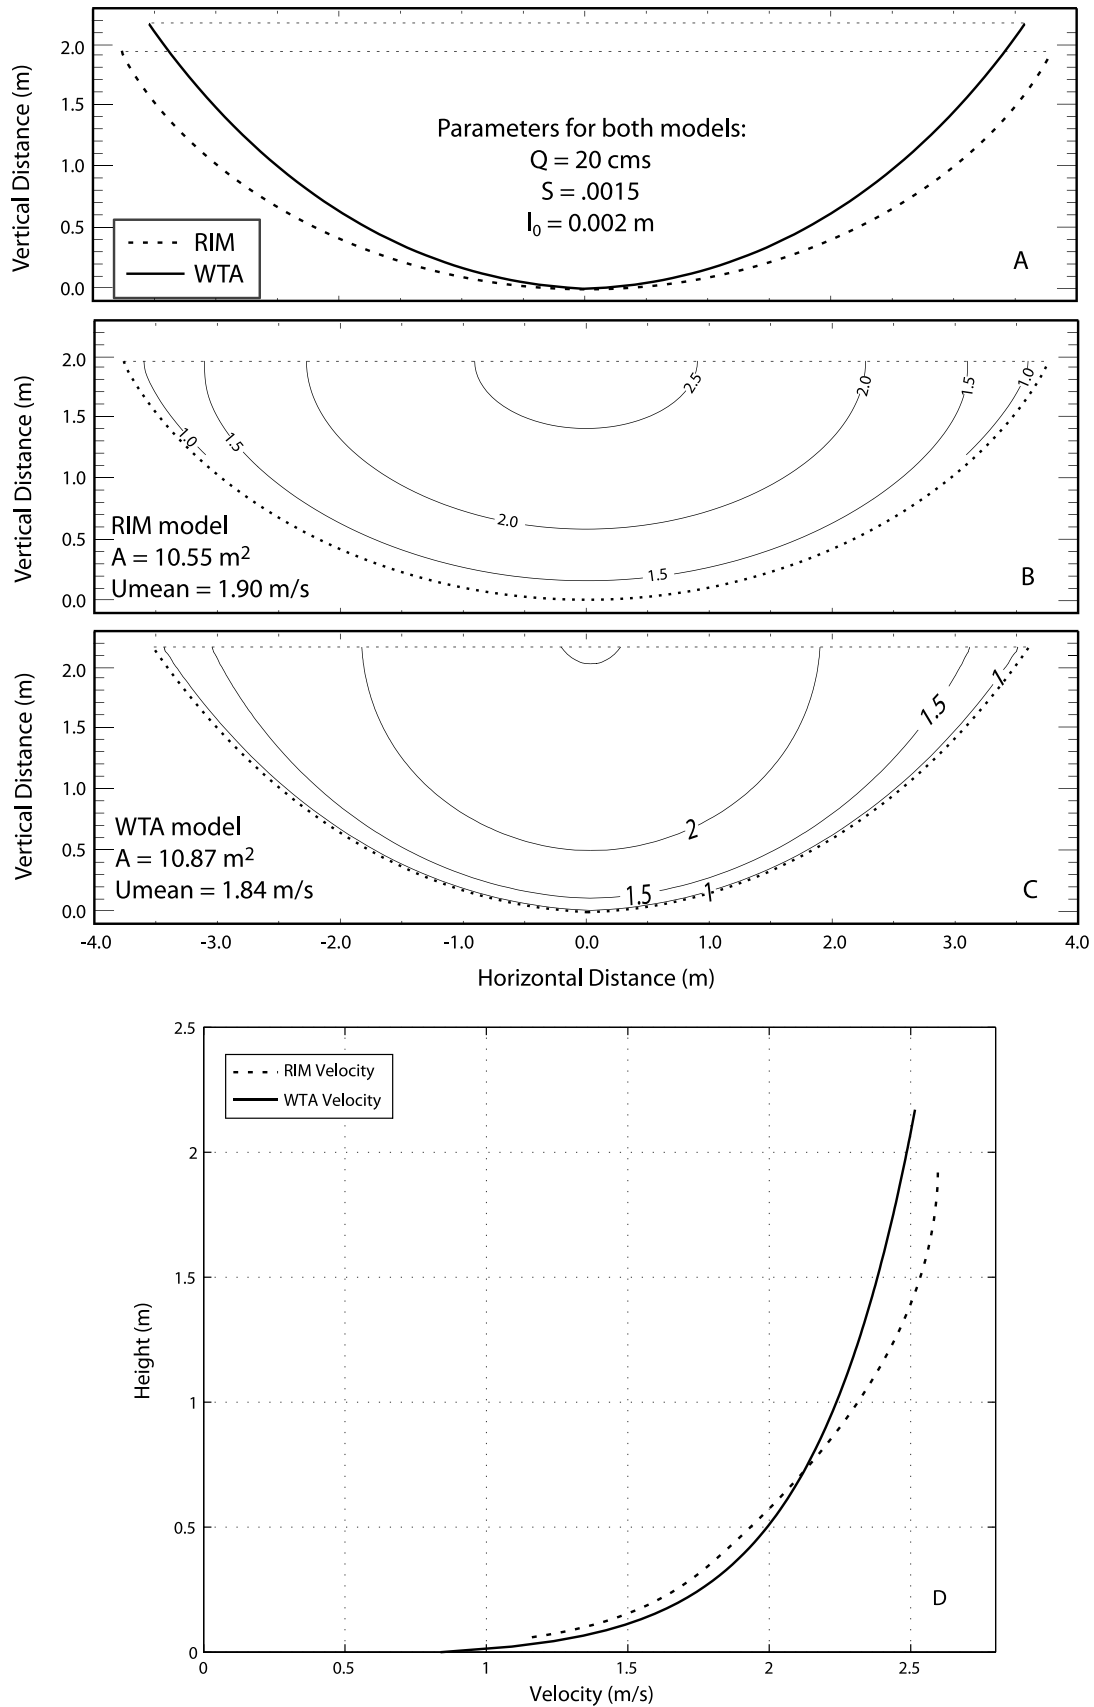 Vertical Distance (m)
2.0
1.5
1.0
0.5
0.0
Parameters for both models:
Q = 20 cms
S = .0015
l0 = 0.002 m
RIM
WTA
A
Vertical Distance (m)
2.0
1.5
1.0
0.5
0.0
1.0
1.5
2.0
2.5
2.0
1.5
1.0
1.5
RIM model
A = 10.55 m2
Umean = 1.90 m/s
B
Vertical Distance (m)
2.0
1.5
1.0
0.5
0.0
1
1.5
2
1.5
1
WTA model
A = 10.87 m2
Umean = 1.84 m/s
C
-4.0 -3.0 -2.0 -1.0 0.0 1.0 2.0 3.0 4.0
Horizontal Distance (m)
Height (m)
2.5
2
1.5
1
0.5
0
RIM Velocity
WTA Velocity
D
0 0.5 1 1.5 2 2.5
Velocity (m/s)